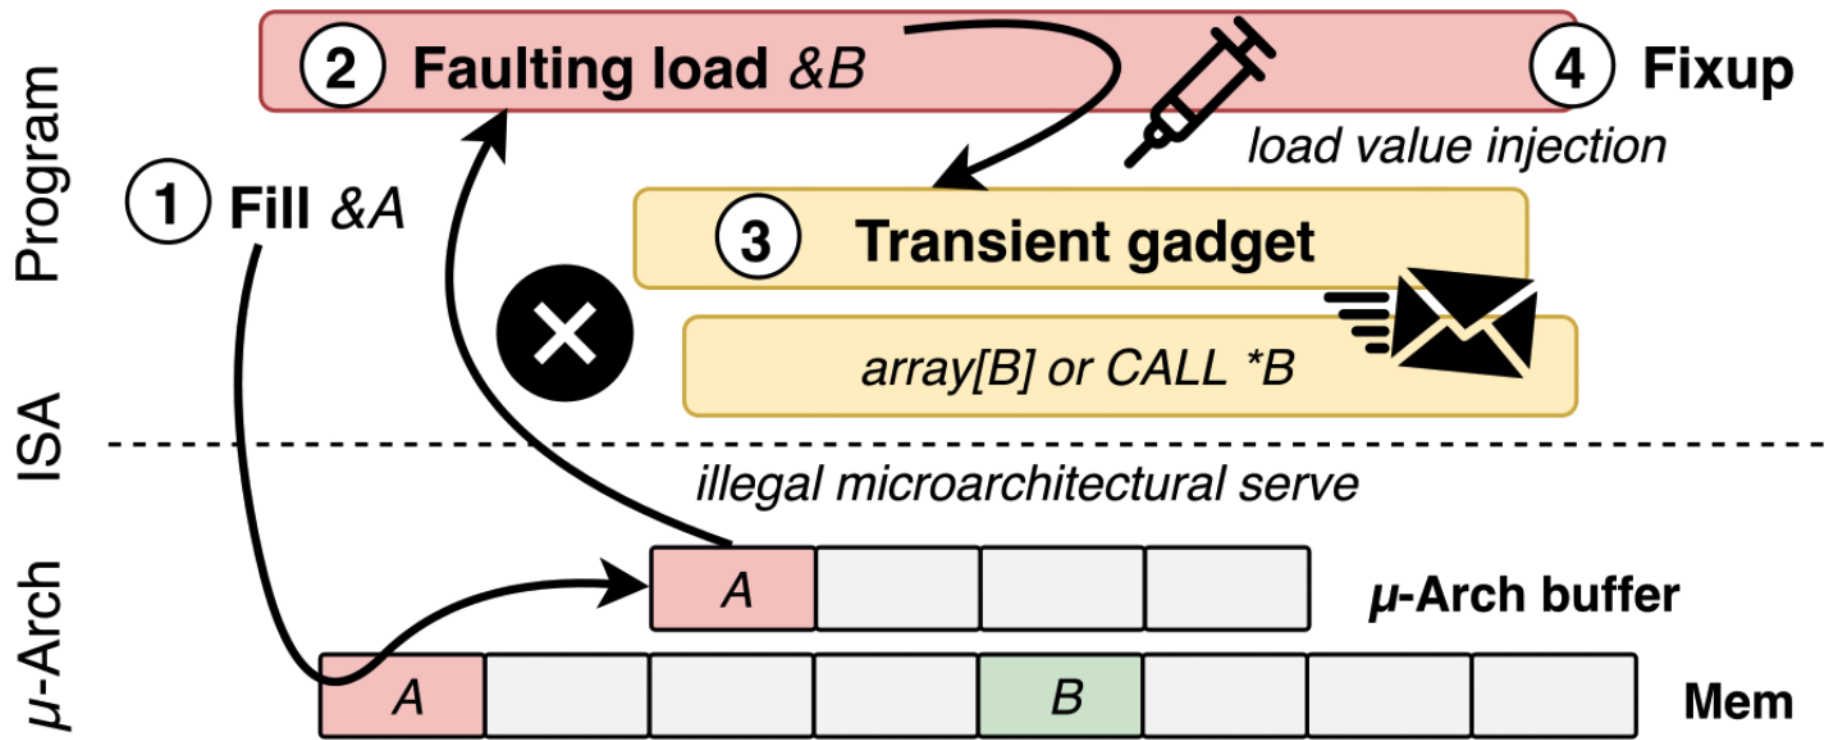 Program
ISA
μ-Arch
2 Faulting load &B
4 Fixup
load value injection
1 Fill &A
3 Transient gadget
array[B] or CALL *B
illegal microarchitectural serve
A
μ-Arch buffer
A
B
Mem